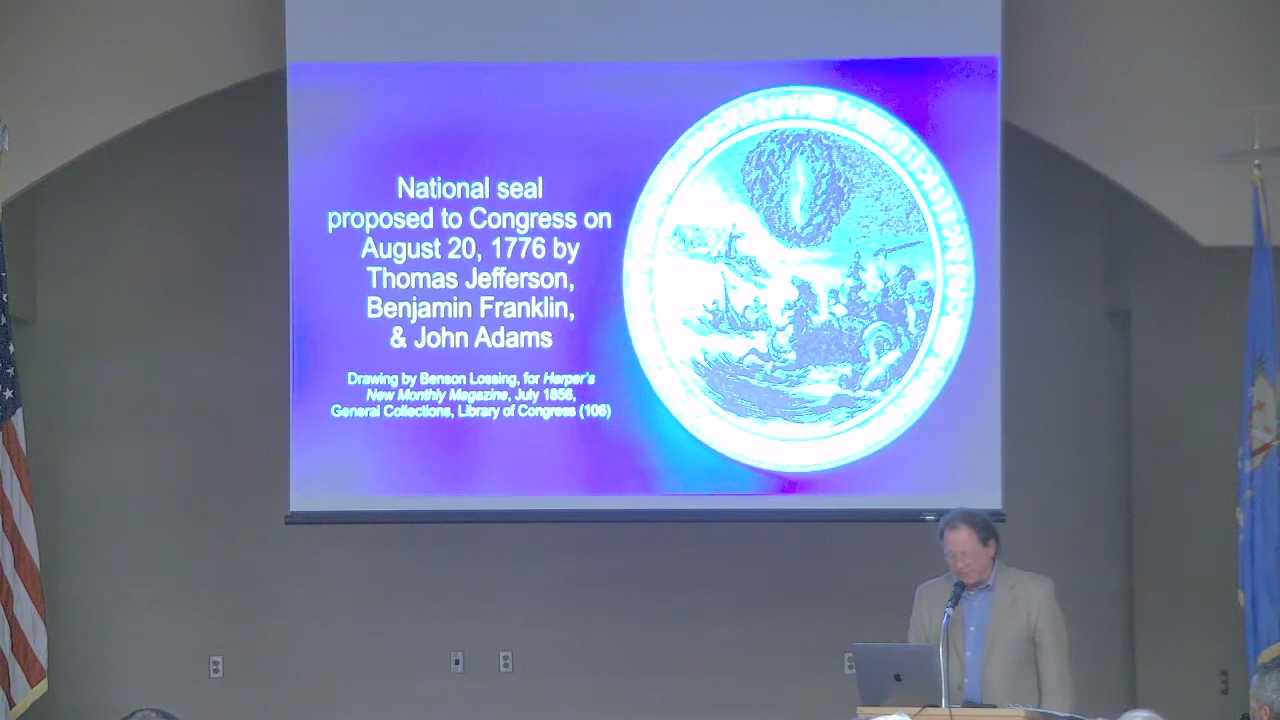 National seal
proposed to Congress on
August 20, 1776 by
Thomas Jefferson,
Benjamin Franklin,
& John Adams
Drawing by Benson Lossing, for Harper's
New Monthly Magazine, July 1856,
General Collections, Library of Congress (106)